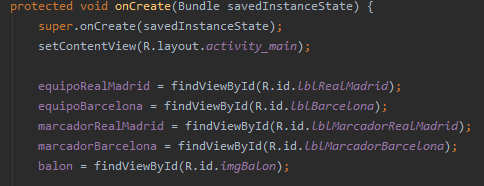 protected void onCreate(Bundle savedInstanceState) {
super.onCreate(savedInstanceState);
setContentView(R.layout.activity_main);
equipoRealMadrid = findViewById(R.id.lblRealMadrid);
equipoBarcelona = findViewById(R.id.lblBarcelona);
marcadorRealMadrid = findViewById(R.id.lblMarcadorRealMadrid);
marcadorBarcelona = findViewById(R.id.lblMarcadorBarcelona);
balon = findViewById(R.id.imgBalon);